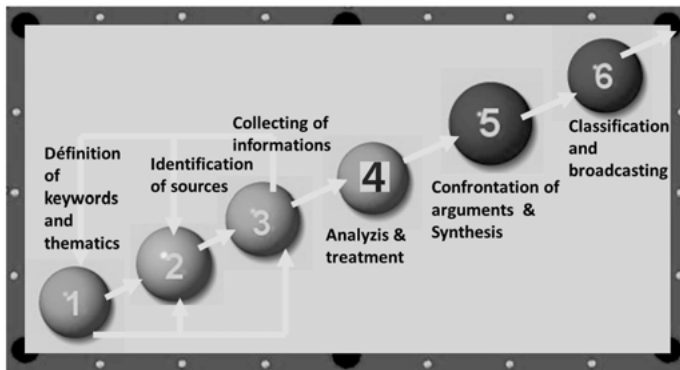 1
Définition
of
keywords
and
thematics
2
Identification
of sources
3
Collecting of
informations
4
Analyzis &
treatment
5
Confrontation of
arguments &
Synthesis
6
Classification
and
broadcasting